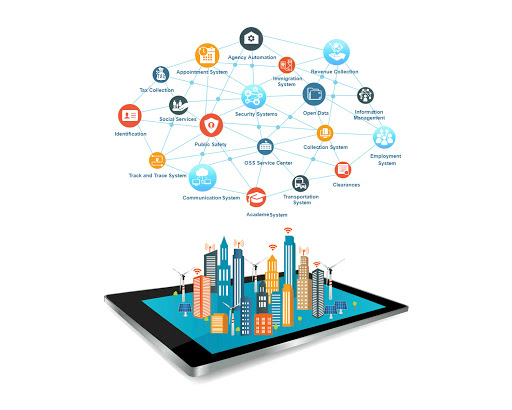 Agency Automation
Appointment System
Immigration
System
Revenue Collection
Tax Collection
Social Services
Security Systems
Open Data
Information
Management
Identification
Public Safety
Collection System
OSS Service Center
Employment
System
Track and Trace System
Clearances
Communication System
Transportation
System
Academe System